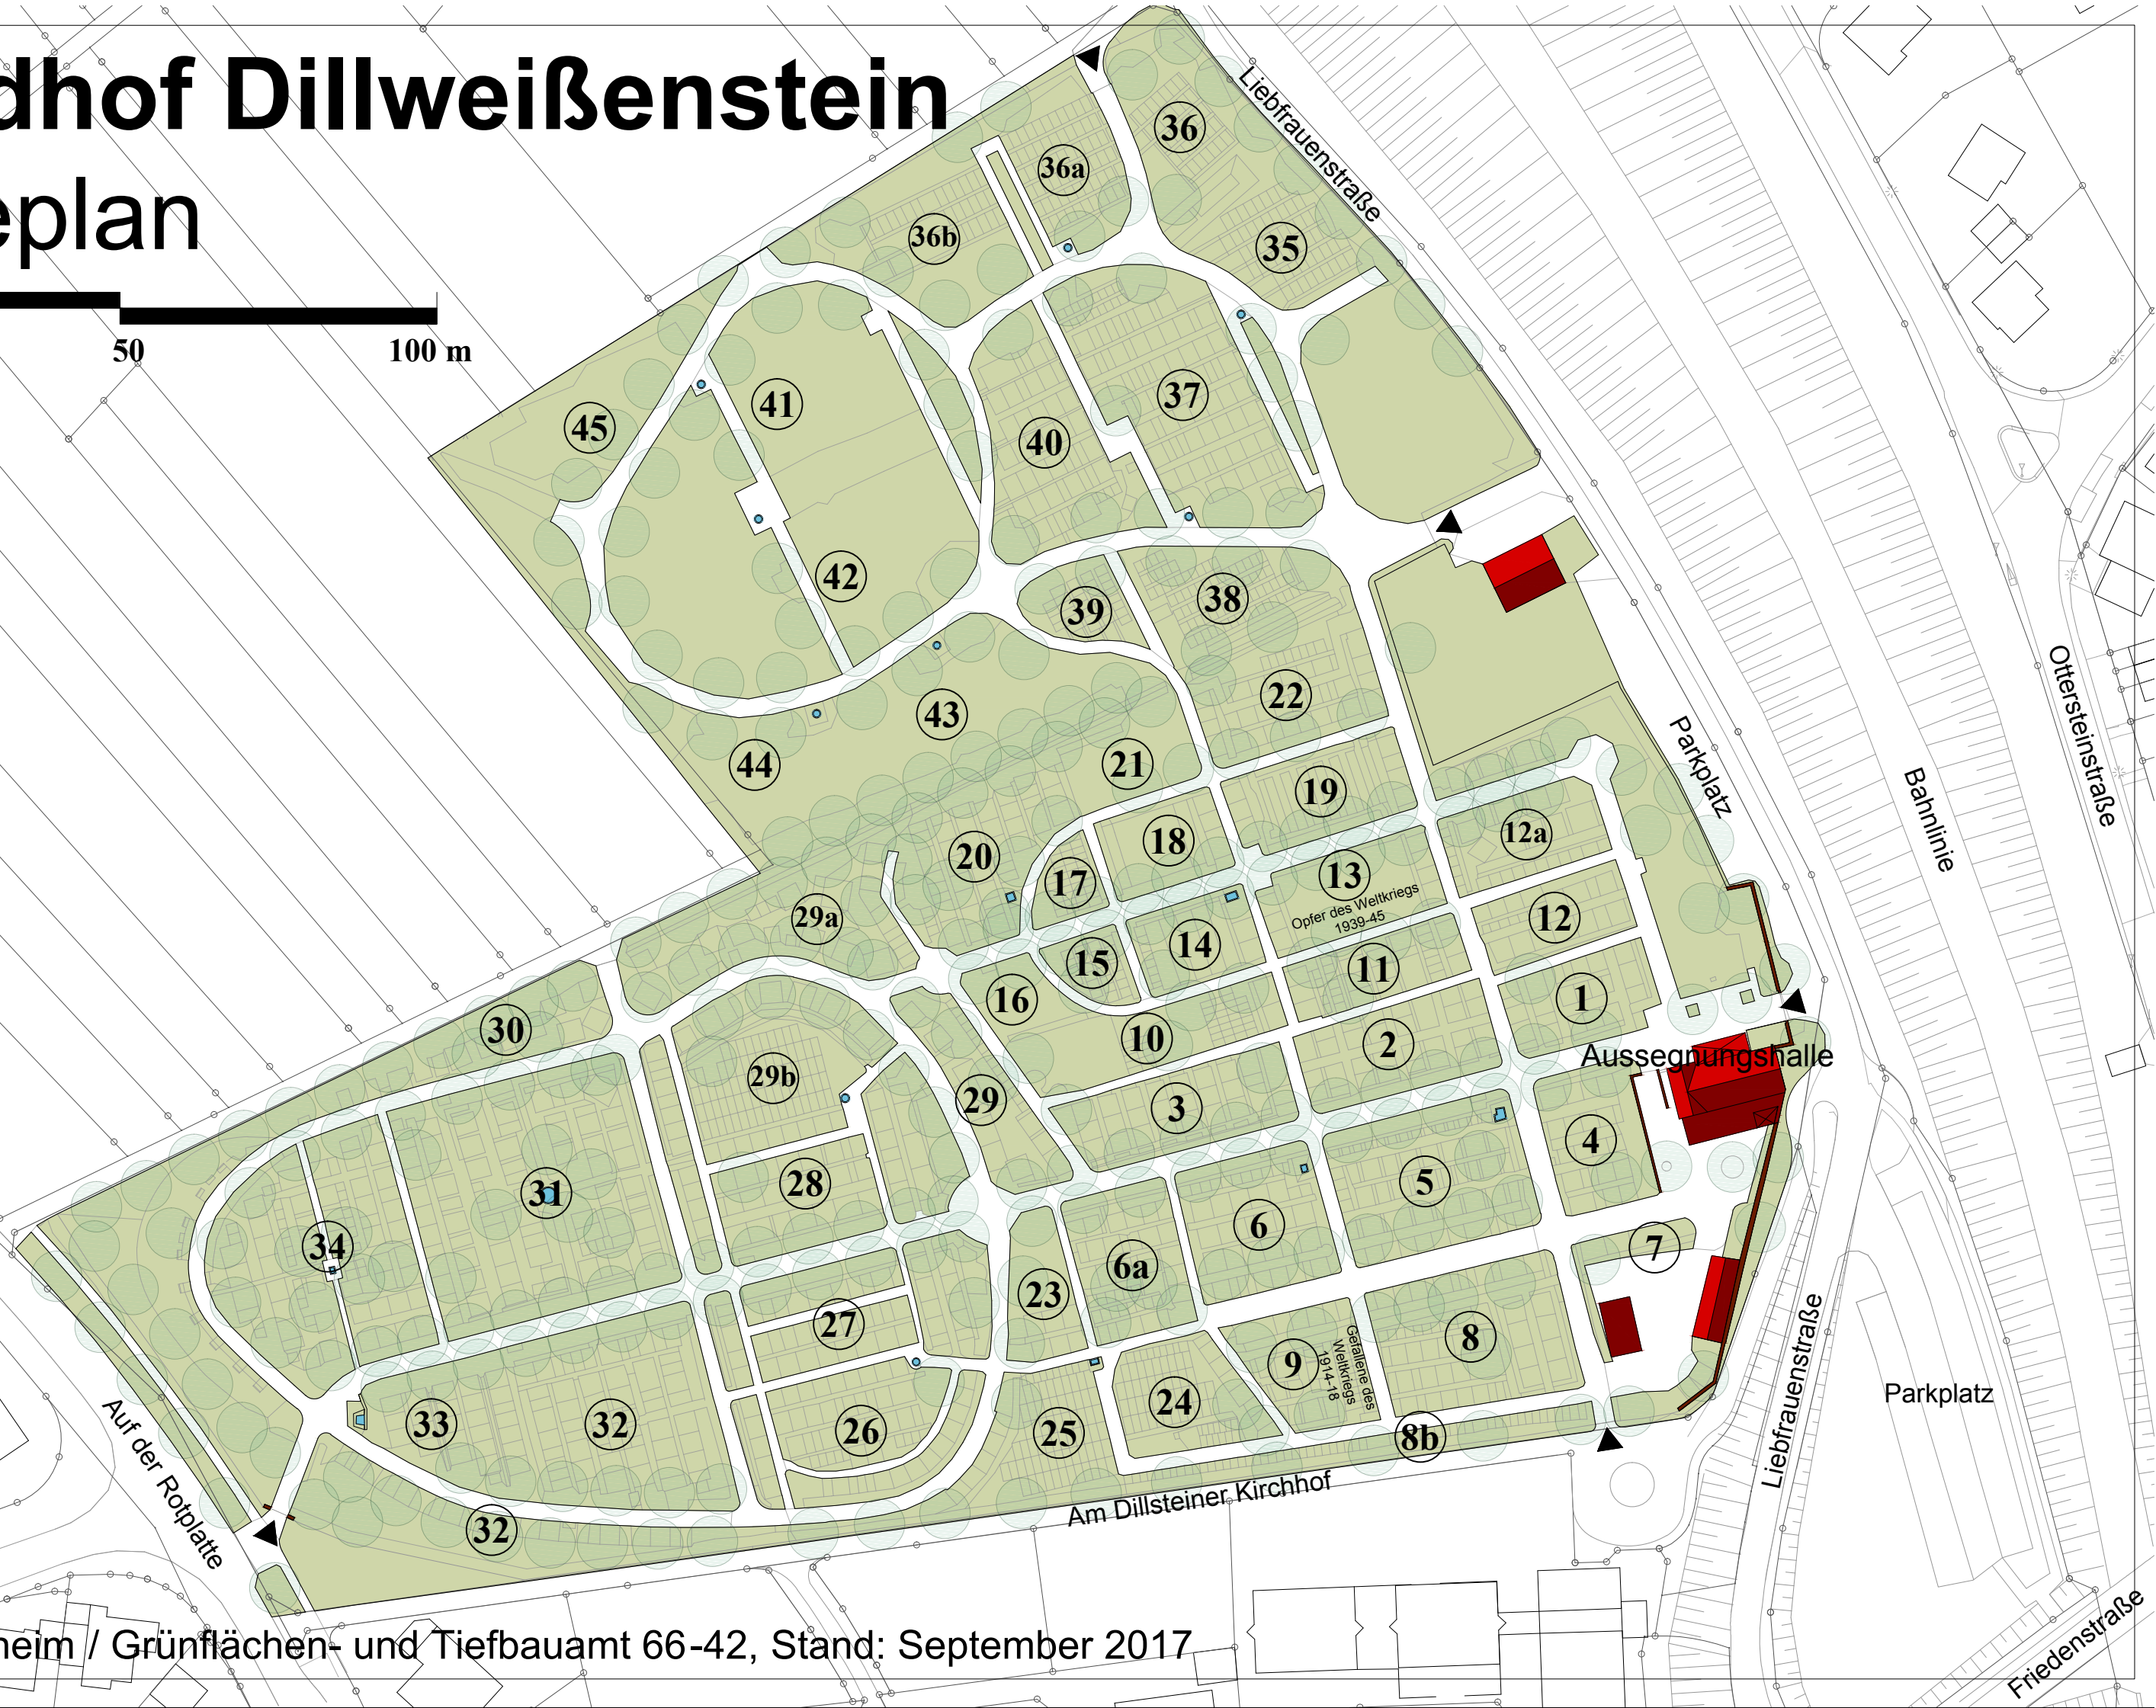 dhof Dillweißenstein
eplan
50
100 m
36
36a
36b
35
Liebfrauenstraße
45
41
40
37
42
39
38
22
43
44
21
19
20
18
17
12a
13
Opfer des Weltkriegs
1939-45
29a
14
15
12
11
16
10
1
2
Parkplatz
Bahnlinie
Ottersteinstraße
30
29b
29
3
Aussegnungshalle
4
31
28
5
6
6a
7
34
27
23
9
Gefallene des
Weltkriegs
1914-18
8
33
32
26
25
24
8b
32
Auf der Rotplatte
Am Dillsteiner Kirchhof
Liebfrauenstraße
Parkplatz
Friedenstraße
heim / Grünflächen- und Tiefbauamt 66-42, Stand: September 2017